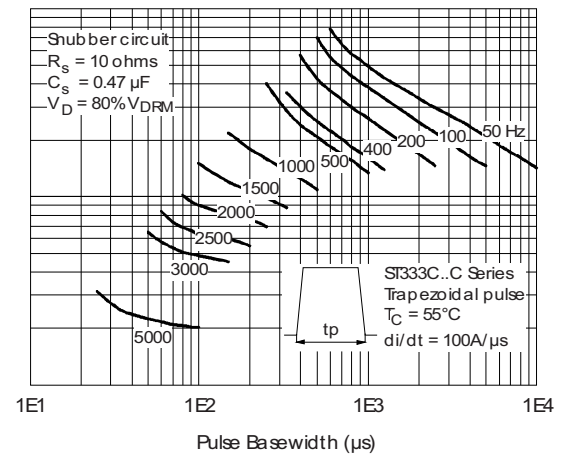 Snubber circuit
R_s = 10 ohms
C_s = 0.47 µF
V_D = 80% V_DRM
50 Hz
100
200
400
500
1000
1500
2000
2500
3000
5000
ST333C..C Series
Trapezoidal pulse
T_C = 55°C
di/dt = 100A/µs
tp
1E1 1E2 1E3 1E4
Pulse Basewidth (µs)